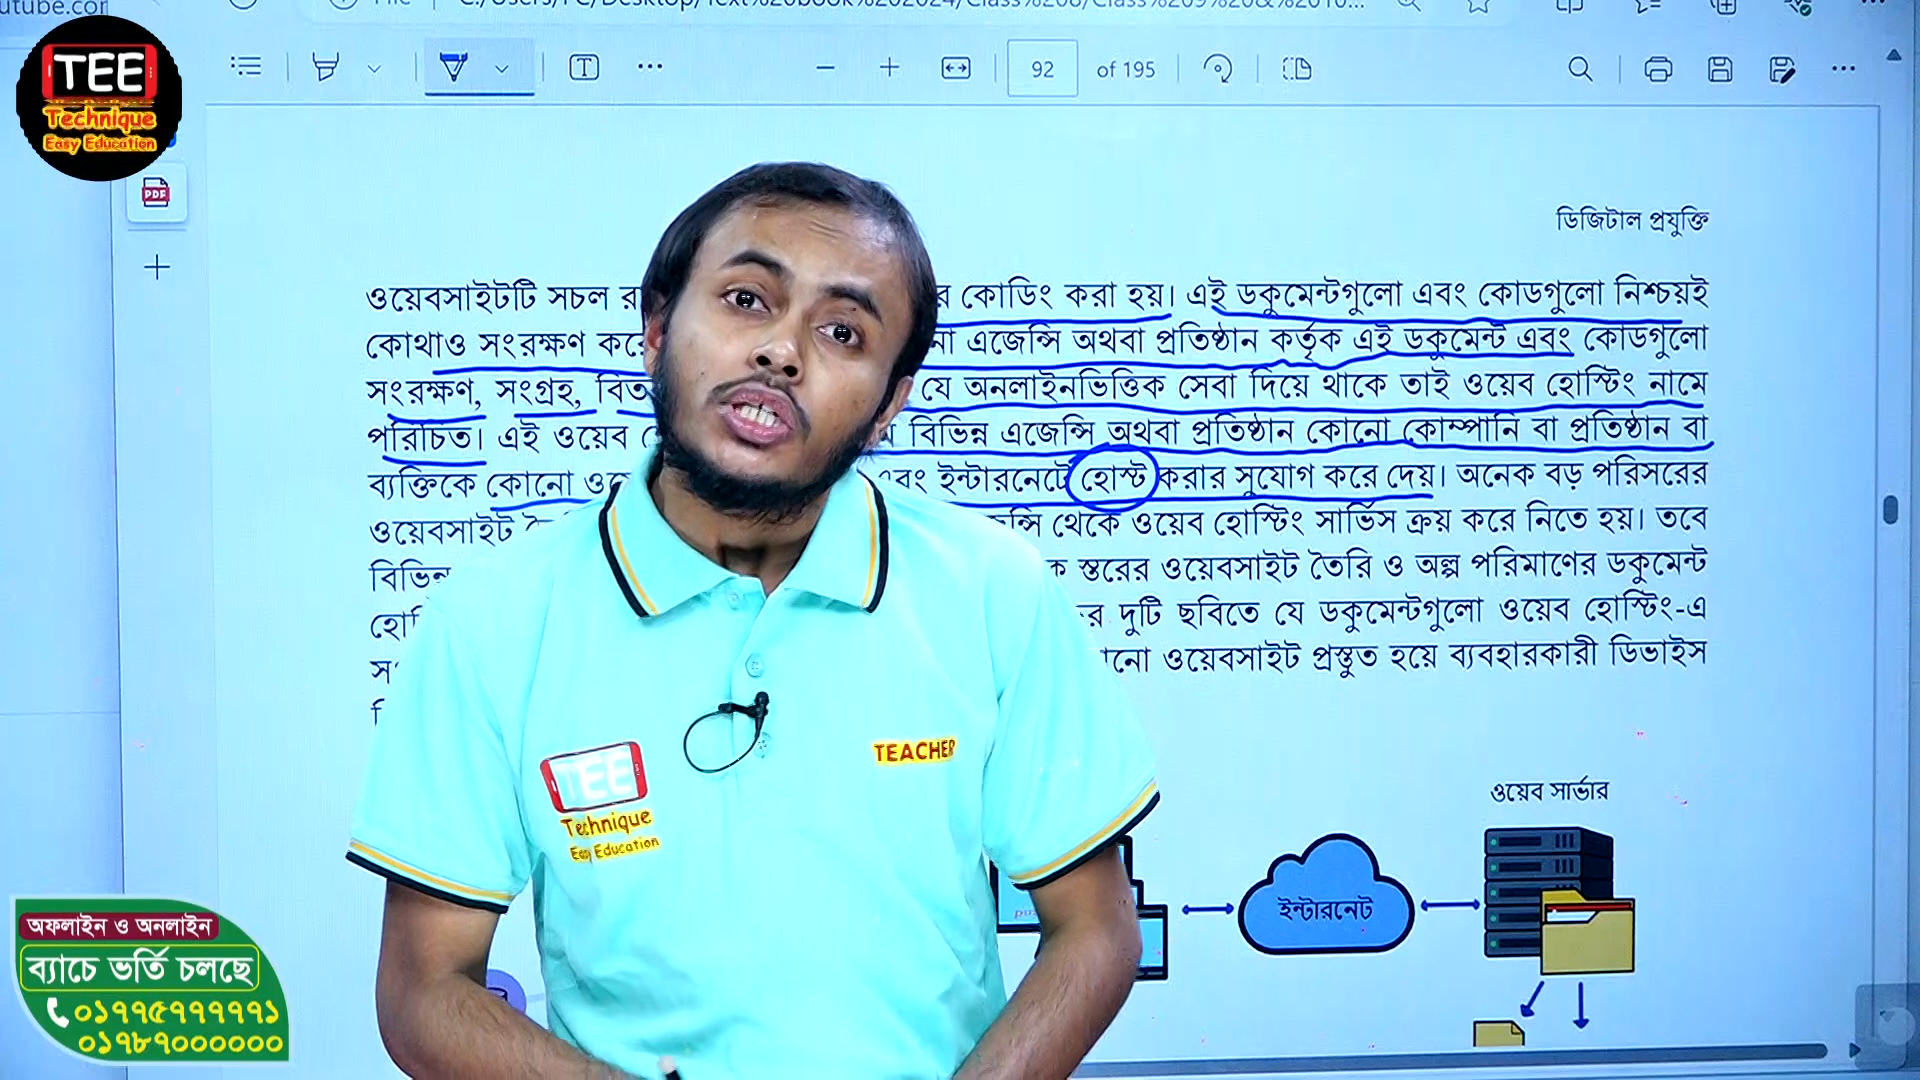 TEE
Technique
Easy Education
92 of 195
PDF
ডিজিটাল প্রযুক্তি
ওয়েবসাইটটি সচল র কোডিং করা হয়। এই ডকুমেন্টগুলো এবং কোডগুলো নিশ্চয়ই
কোথাও সংরক্ষণ এজেন্সি অথবা প্রতিষ্ঠান কর্তৃক এই ডকুমেন্ট এবং কোডগুলো
সংরক্ষণ, সংগ্রহ, যে অনলাইনভিত্তিক সেবা দিয়ে থাকে তাই ওয়েব হোস্টিং নামে
পরিচিত। এই ওয়েব বিভিন্ন এজেন্সি অথবা প্রতিষ্ঠান কোনো কোম্পানি বা প্রতিষ্ঠান বা
ব্যক্তিকে কোনো ইন্টারনেটে হোস্ট করার সুযোগ করে দেয়। অনেক বড় পরিসরের
ওয়েবসাইট থেকে ওয়েব হোস্টিং সার্ভিস ক্রয় করে নিতে হয়। তবে
বিভিন্ন স্তরের ওয়েবসাইট তৈরি ও অল্প পরিমাণের ডকুমেন্ট
দুটি ছবিতে যে ডকুমেন্টগুলো ওয়েব হোস্টিং-এ
ওয়েবসাইট প্রস্তুত হয়ে ব্যবহারকারী ডিভাইস
ওয়েব সার্ভার
ইন্টারনেট
TEE
Technique
Easy Education
TEACHER
অফলাইন ও অনলাইন
ব্যাচে ভর্তি চলছে
০১৭৭৫৭৭৭৭৭১
০১৭৮৭০০০০০০